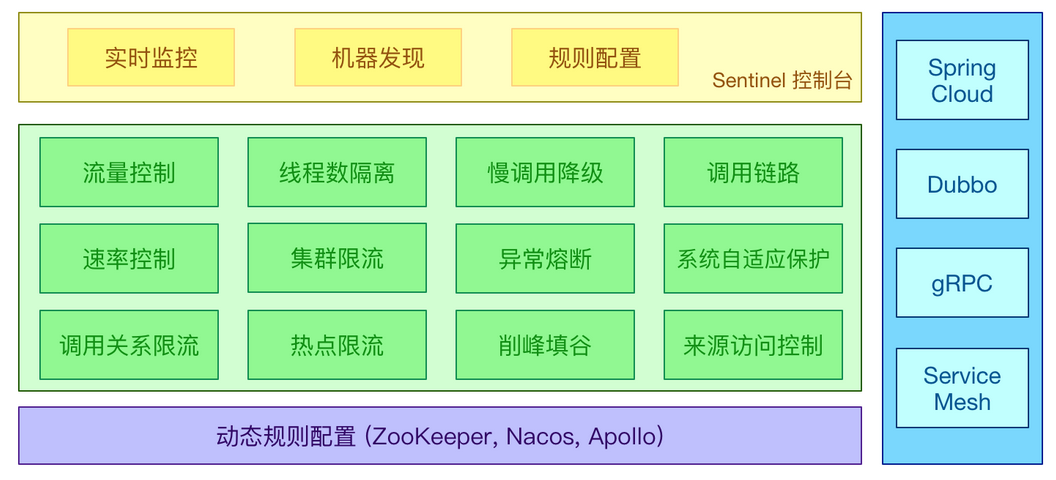 实时监控
机器发现
规则配置
Sentinel 控制台
流量控制
线程数隔离
慢调用降级
调用链路
速率控制
集群限流
异常熔断
系统自适应保护
调用关系限流
热点限流
削峰填谷
来源访问控制
动态规则配置 (ZooKeeper, Nacos, Apollo)
Spring
Cloud
Dubbo
gRPC
Service
Mesh